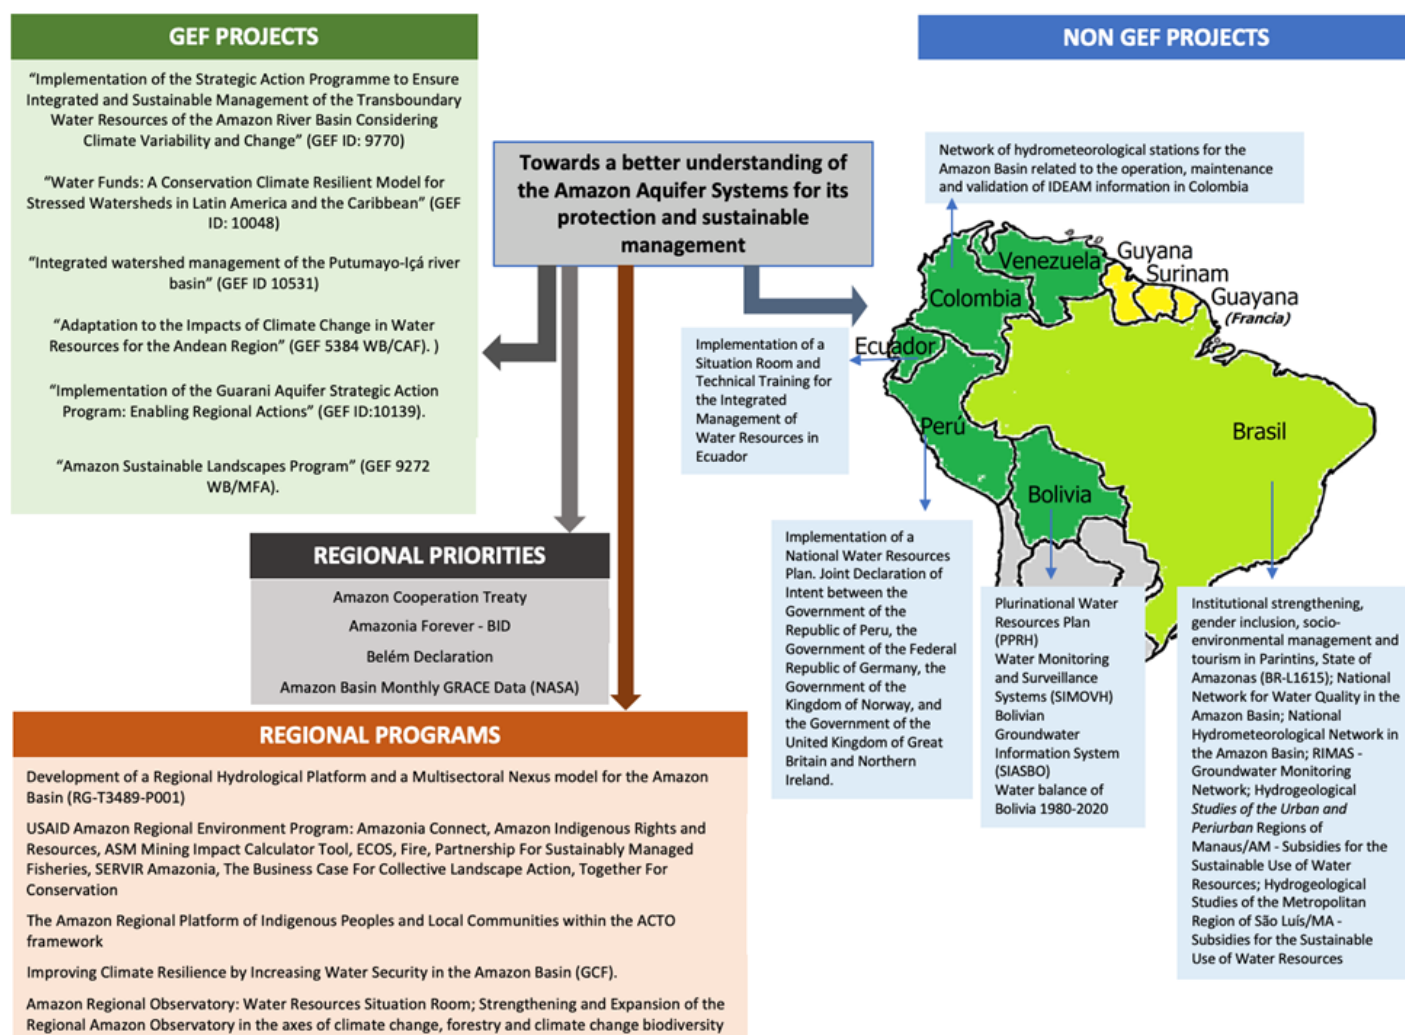 GEF PROJECTS
“Implementation of the Strategic Action Programme to Ensure
Integrated and Sustainable Management of the Transboundary
Water Resources of the Amazon River Basin Considering
Climate Variability and Change” (GEF ID: 9770)
“Water Funds: A Conservation Climate Resilient Model for
Stressed Watersheds in Latin America and the Caribbean” (GEF
ID: 10048)
“Integrated watershed management of the Putumayo-Içá river
basin” (GEF ID 10531)
“Adaptation to the Impacts of Climate Change in Water
Resources for the Andean Region” (GEF 5384 WB/CAF). )
“Implementation of the Guarani Aquifer Strategic Action
Program: Enabling Regional Actions” (GEF ID:10139).
“Amazon Sustainable Landscapes Program” (GEF 9272
WB/MFA).
Towards a better understanding of
the Amazon Aquifer Systems for its
protection and sustainable
management
NON GEF PROJECTS
Network of hydrometeorological stations for the
Amazon Basin related to the operation, maintenance
and validation of IDEAM information in Colombia
Venezuela
Guyana
Surinam
Guayana
(Francia)
Colombia
Ecuador
Perú
Brasil
Bolivia
Implementation of a
Situation Room and
Technical Training for
the Integrated
Management of
Water Resources in
Ecuador
Implementation of a
National Water Resources
Plan. Joint Declaration of
Intent between the
Government of the
Republic of Peru, the
Government of the Federal
Republic of Germany, the
Government of the
Kingdom of Norway, and
the Government of the
United Kingdom of Great
Britain and Northern
Ireland.
Plurinational Water
Resources Plan
(PPRH)
Water Monitoring
and Surveillance
Systems (SIMOVH)
Bolivian
Groundwater
Information System
(SIASBO)
Water balance of
Bolivia 1980-2020
Institutional strengthening,
gender inclusion, socio-
environmental management and
tourism in Parintins, State of
Amazonas (BR-L1615); National
Network for Water Quality in the
Amazon Basin; National
Hydrometeorological Network in
the Amazon Basin; RIMAS -
Groundwater Monitoring
Network; Hydrogeological
Studies of the Urban and
Periurban Regions of
Manaus/AM - Subsidies for the
Sustainable Use of Water
Resources; Hydrogeological
Studies of the Metropolitan
Region of São Luís/MA -
Subsidies for the Sustainable
Use of Water Resources
REGIONAL PRIORITIES
Amazon Cooperation Treaty
Amazonia Forever - BID
Belém Declaration
Amazon Basin Monthly GRACE Data (NASA)
REGIONAL PROGRAMS
Development of a Regional Hydrological Platform and a Multisectoral Nexus model for the Amazon
Basin (RG-T3489-P001)
USAID Amazon Regional Environment Program: Amazonia Connect, Amazon Indigenous Rights and
Resources, ASM Mining Impact Calculator Tool, ECOS, Fire, Partnership For Sustainably Managed
Fisheries, SERVIR Amazonia, The Business Case For Collective Landscape Action, Together For
Conservation
The Amazon Regional Platform of Indigenous Peoples and Local Communities within the ACTO
framework
Improving Climate Resilience by Increasing Water Security in the Amazon Basin (GCF).
Amazon Regional Observatory: Water Resources Situation Room; Strengthening and Expansion of the
Regional Amazon Observatory in the axes of climate change, forestry and climate change biodiversity